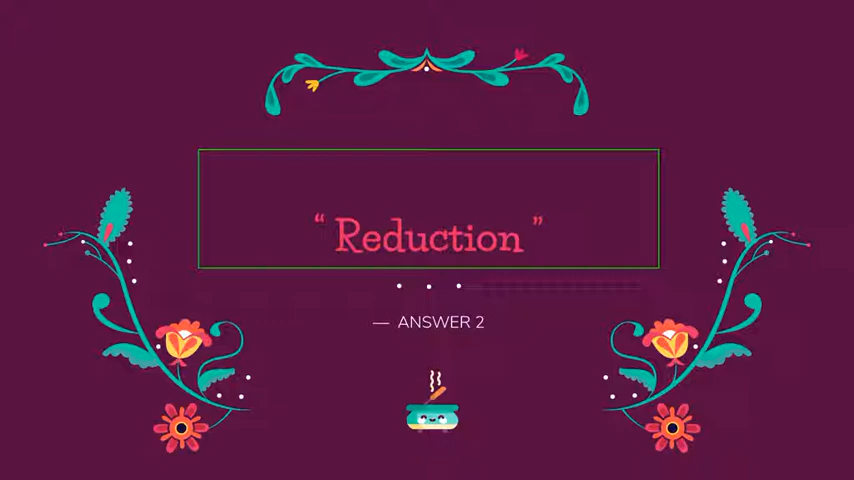 “ Reduction ”
— ANSWER 2